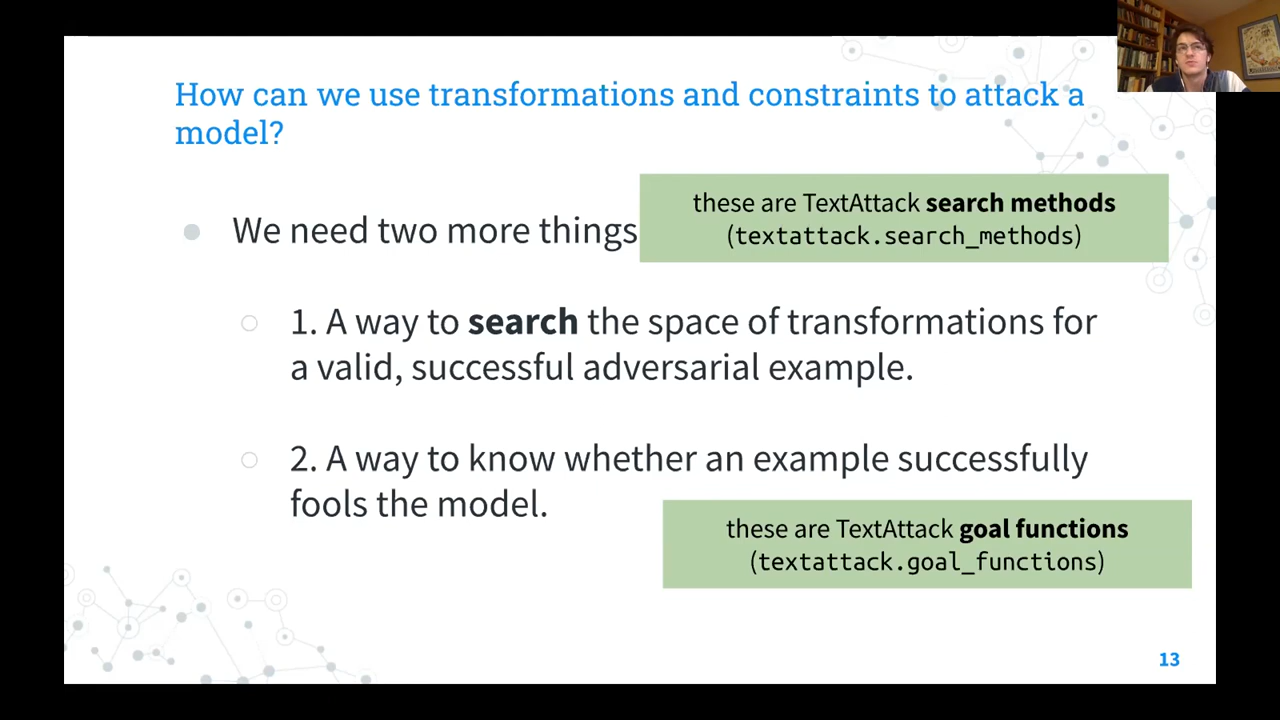 How can we use transformations and constraints to attack a
model?
We need two more things
these are TextAttack search methods
(textattack.search_methods)
1. A way to search the space of transformations for
a valid, successful adversarial example.
2. A way to know whether an example successfully
fools the model.
these are TextAttack goal functions
(textattack.goal_functions)
13